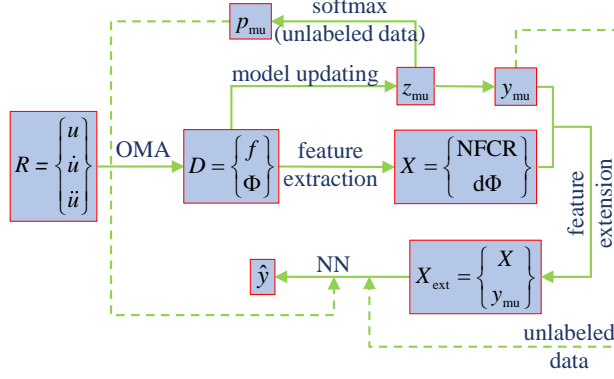 softmax
p_mu
(unlabeled data)
model updating
z_mu
y_mu
R = { u
u̇
ü }
OMA
D = { f
Φ }
feature
extraction
X = { NFCR
dΦ }
feature
extension
ŷ
NN
X_ext = { X
y_mu }
unlabeled
data